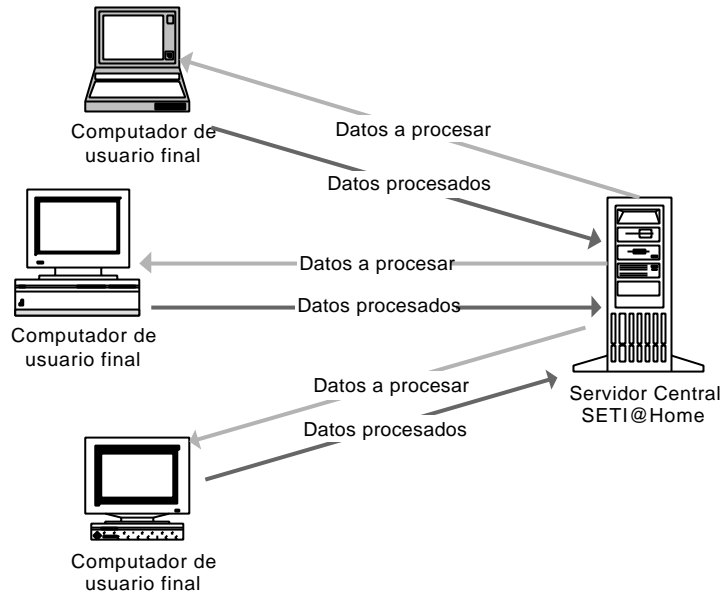 Computador de
usuario final
Datos a procesar
Datos procesados
Datos a procesar
Datos procesados
Computador de
usuario final
Datos a procesar
Datos procesados
Servidor Central
SETI@Home
Computador de
usuario final